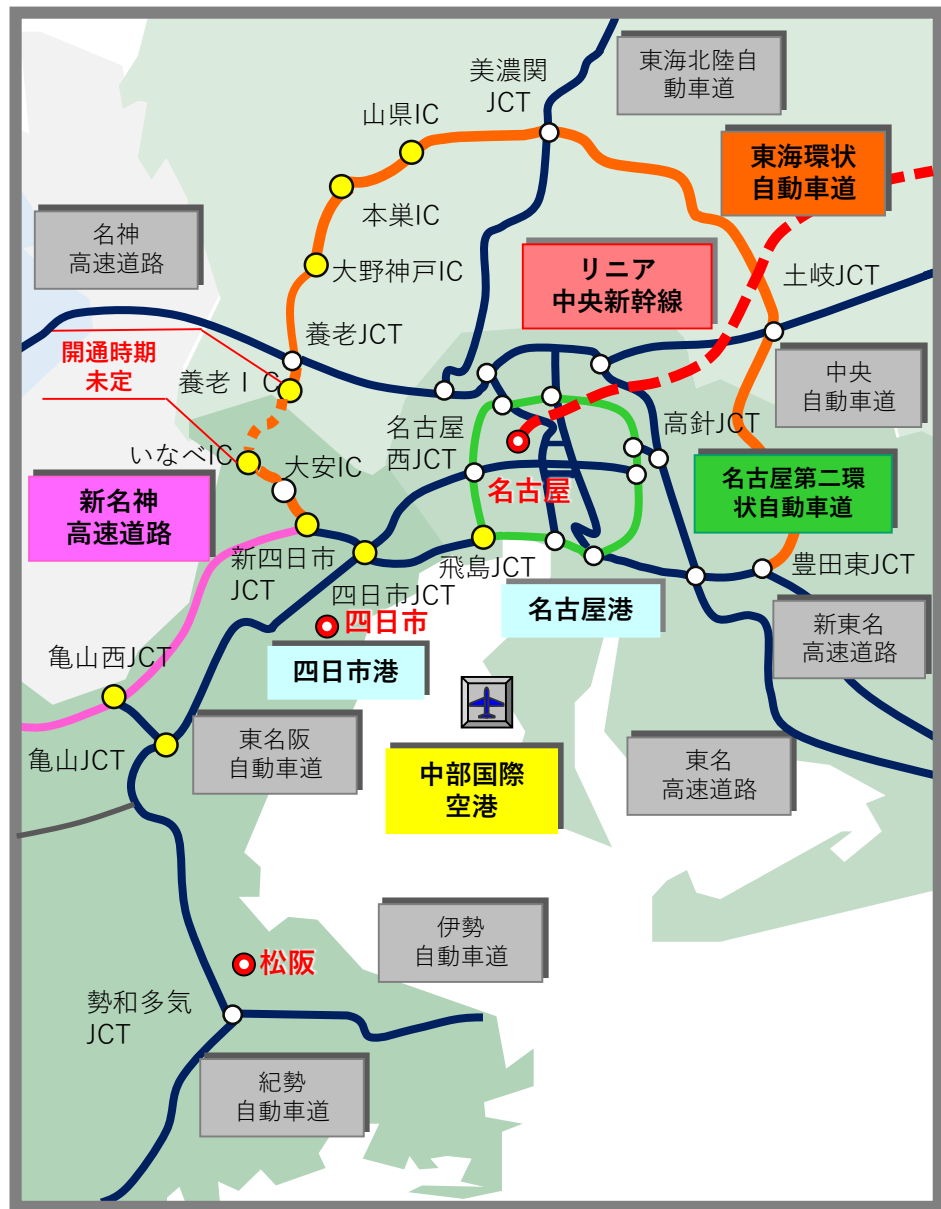 東海北陸自
動車道
美濃関
JCT
山県IC
東海環状
自動車道
本巣IC
名神
高速道路
大野神戸IC
リニア
中央新幹線
土岐JCT
養老JCT
開通時期
未定
養老ＩＣ
中央
自動車道
名古屋
西JCT
高針JCT
いなべIC
大安IC
名古屋
新名神
高速道路
名古屋第二環
状自動車道
新四日市
JCT
飛島JCT
豊田東JCT
四日市JCT
四日市
名古屋港
新東名
高速道路
亀山西JCT
四日市港
亀山JCT
東名阪
自動車道
中部国際
空港
東名
高速道路
伊勢
自動車道
松阪
勢和多気
JCT
紀勢
自動車道